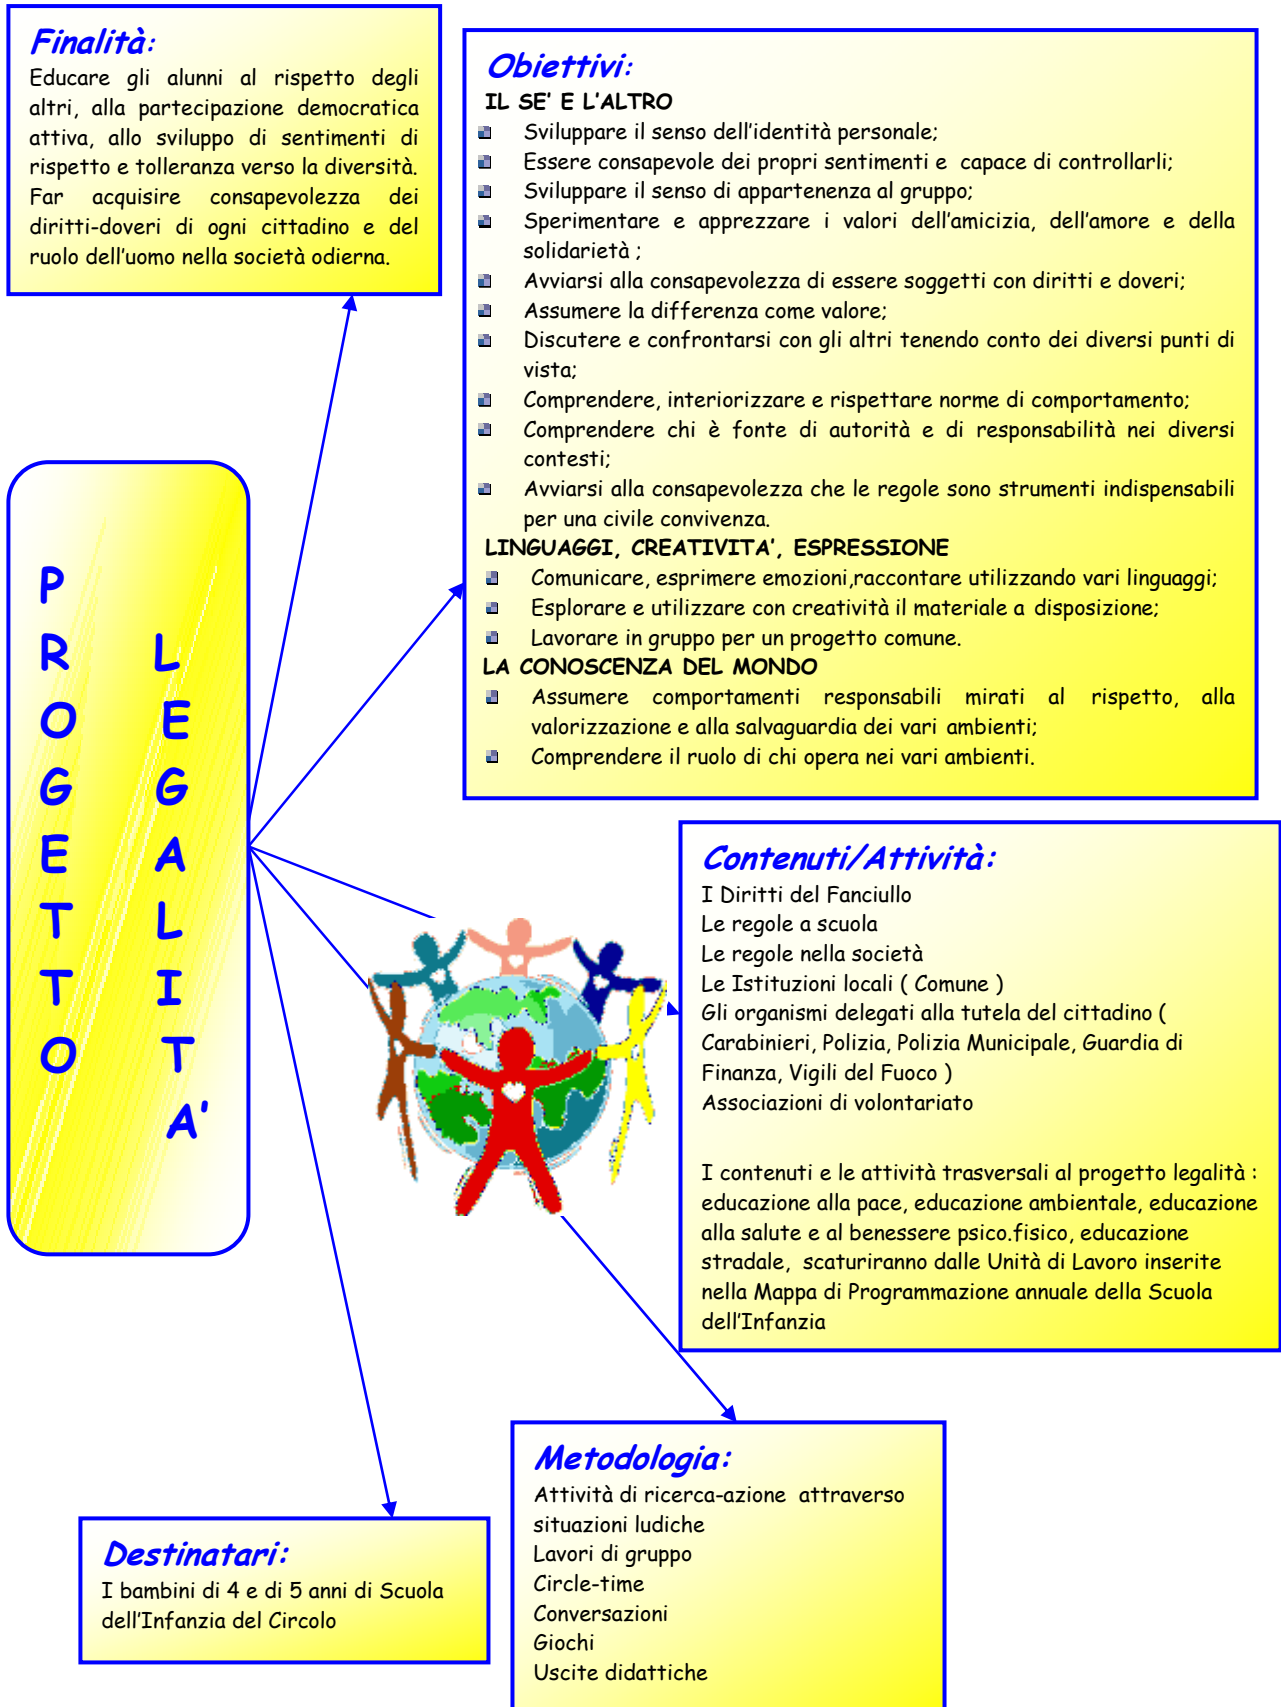 Finalità:
Educare gli alunni al rispetto degli
altri, alla partecipazione democratica
attiva, allo sviluppo di sentimenti di
rispetto e tolleranza verso la diversità.
Far acquisire consapevolezza dei
diritti-doveri di ogni cittadino e del
ruolo dell'uomo nella società odierna.
Obiettivi:
IL SE' E L'ALTRO
Sviluppare il senso dell'identità personale;
Essere consapevole dei propri sentimenti e capace di controllarli;
Sviluppare il senso di appartenenza al gruppo;
Sperimentare e apprezzare i valori dell'amicizia, dell'amore e della
solidarietà ;
Avviarsi alla consapevolezza di essere soggetti con diritti e doveri;
Assumere la differenza come valore;
Discutere e confrontarsi con gli altri tenendo conto dei diversi punti di
vista;
Comprendere, interiorizzare e rispettare norme di comportamento;
Comprendere chi è fonte di autorità e di responsabilità nei diversi
contesti;
Avviarsi alla consapevolezza che le regole sono strumenti indispensabili
per una civile convivenza.
LINGUAGGI, CREATIVITA', ESPRESSIONE
Comunicare, esprimere emozioni,raccontare utilizzando vari linguaggi;
Esplorare e utilizzare con creatività il materiale a disposizione;
Lavorare in gruppo per un progetto comune.
LA CONOSCENZA DEL MONDO
Assumere comportamenti responsabili mirati al rispetto, alla
valorizzazione e alla salvaguardia dei vari ambienti;
Comprendere il ruolo di chi opera nei vari ambienti.
PROGETTO
LEGALITA'
Contenuti/Attività:
I Diritti del Fanciullo
Le regole a scuola
Le regole nella società
Le Istituzioni locali ( Comune )
Gli organismi delegati alla tutela del cittadino (
Carabinieri, Polizia, Polizia Municipale, Guardia di
Finanza, Vigili del Fuoco )
Associazioni di volontariato
I contenuti e le attività trasversali al progetto legalità :
educazione alla pace, educazione ambientale, educazione
alla salute e al benessere psico.fisico, educazione
stradale, scaturiranno dalle Unità di Lavoro inserite
nella Mappa di Programmazione annuale della Scuola
dell'Infanzia
Metodologia:
Attività di ricerca-azione attraverso
situazioni ludiche
Lavori di gruppo
Circle-time
Conversazioni
Giochi
Uscite didattiche
Destinatari:
I bambini di 4 e di 5 anni di Scuola
dell'Infanzia del Circolo